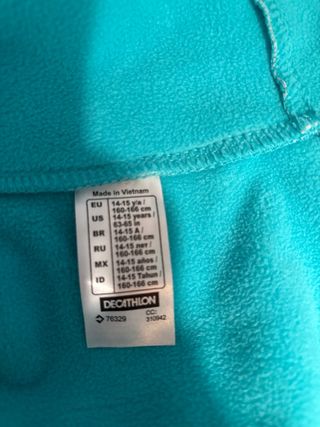 Made in Vietnam
EU 14-15 y/a / 160-166 cm
US 14-15 years / 63-65 in
BR 14-15 A / 160-166 cm
RU 14-15 лет / 160-166 cm
MX 14-15 años / 160-166 cm
ID 14-15 Tahun / 160-166 cm
DECATHLON
76329
CC:
310942